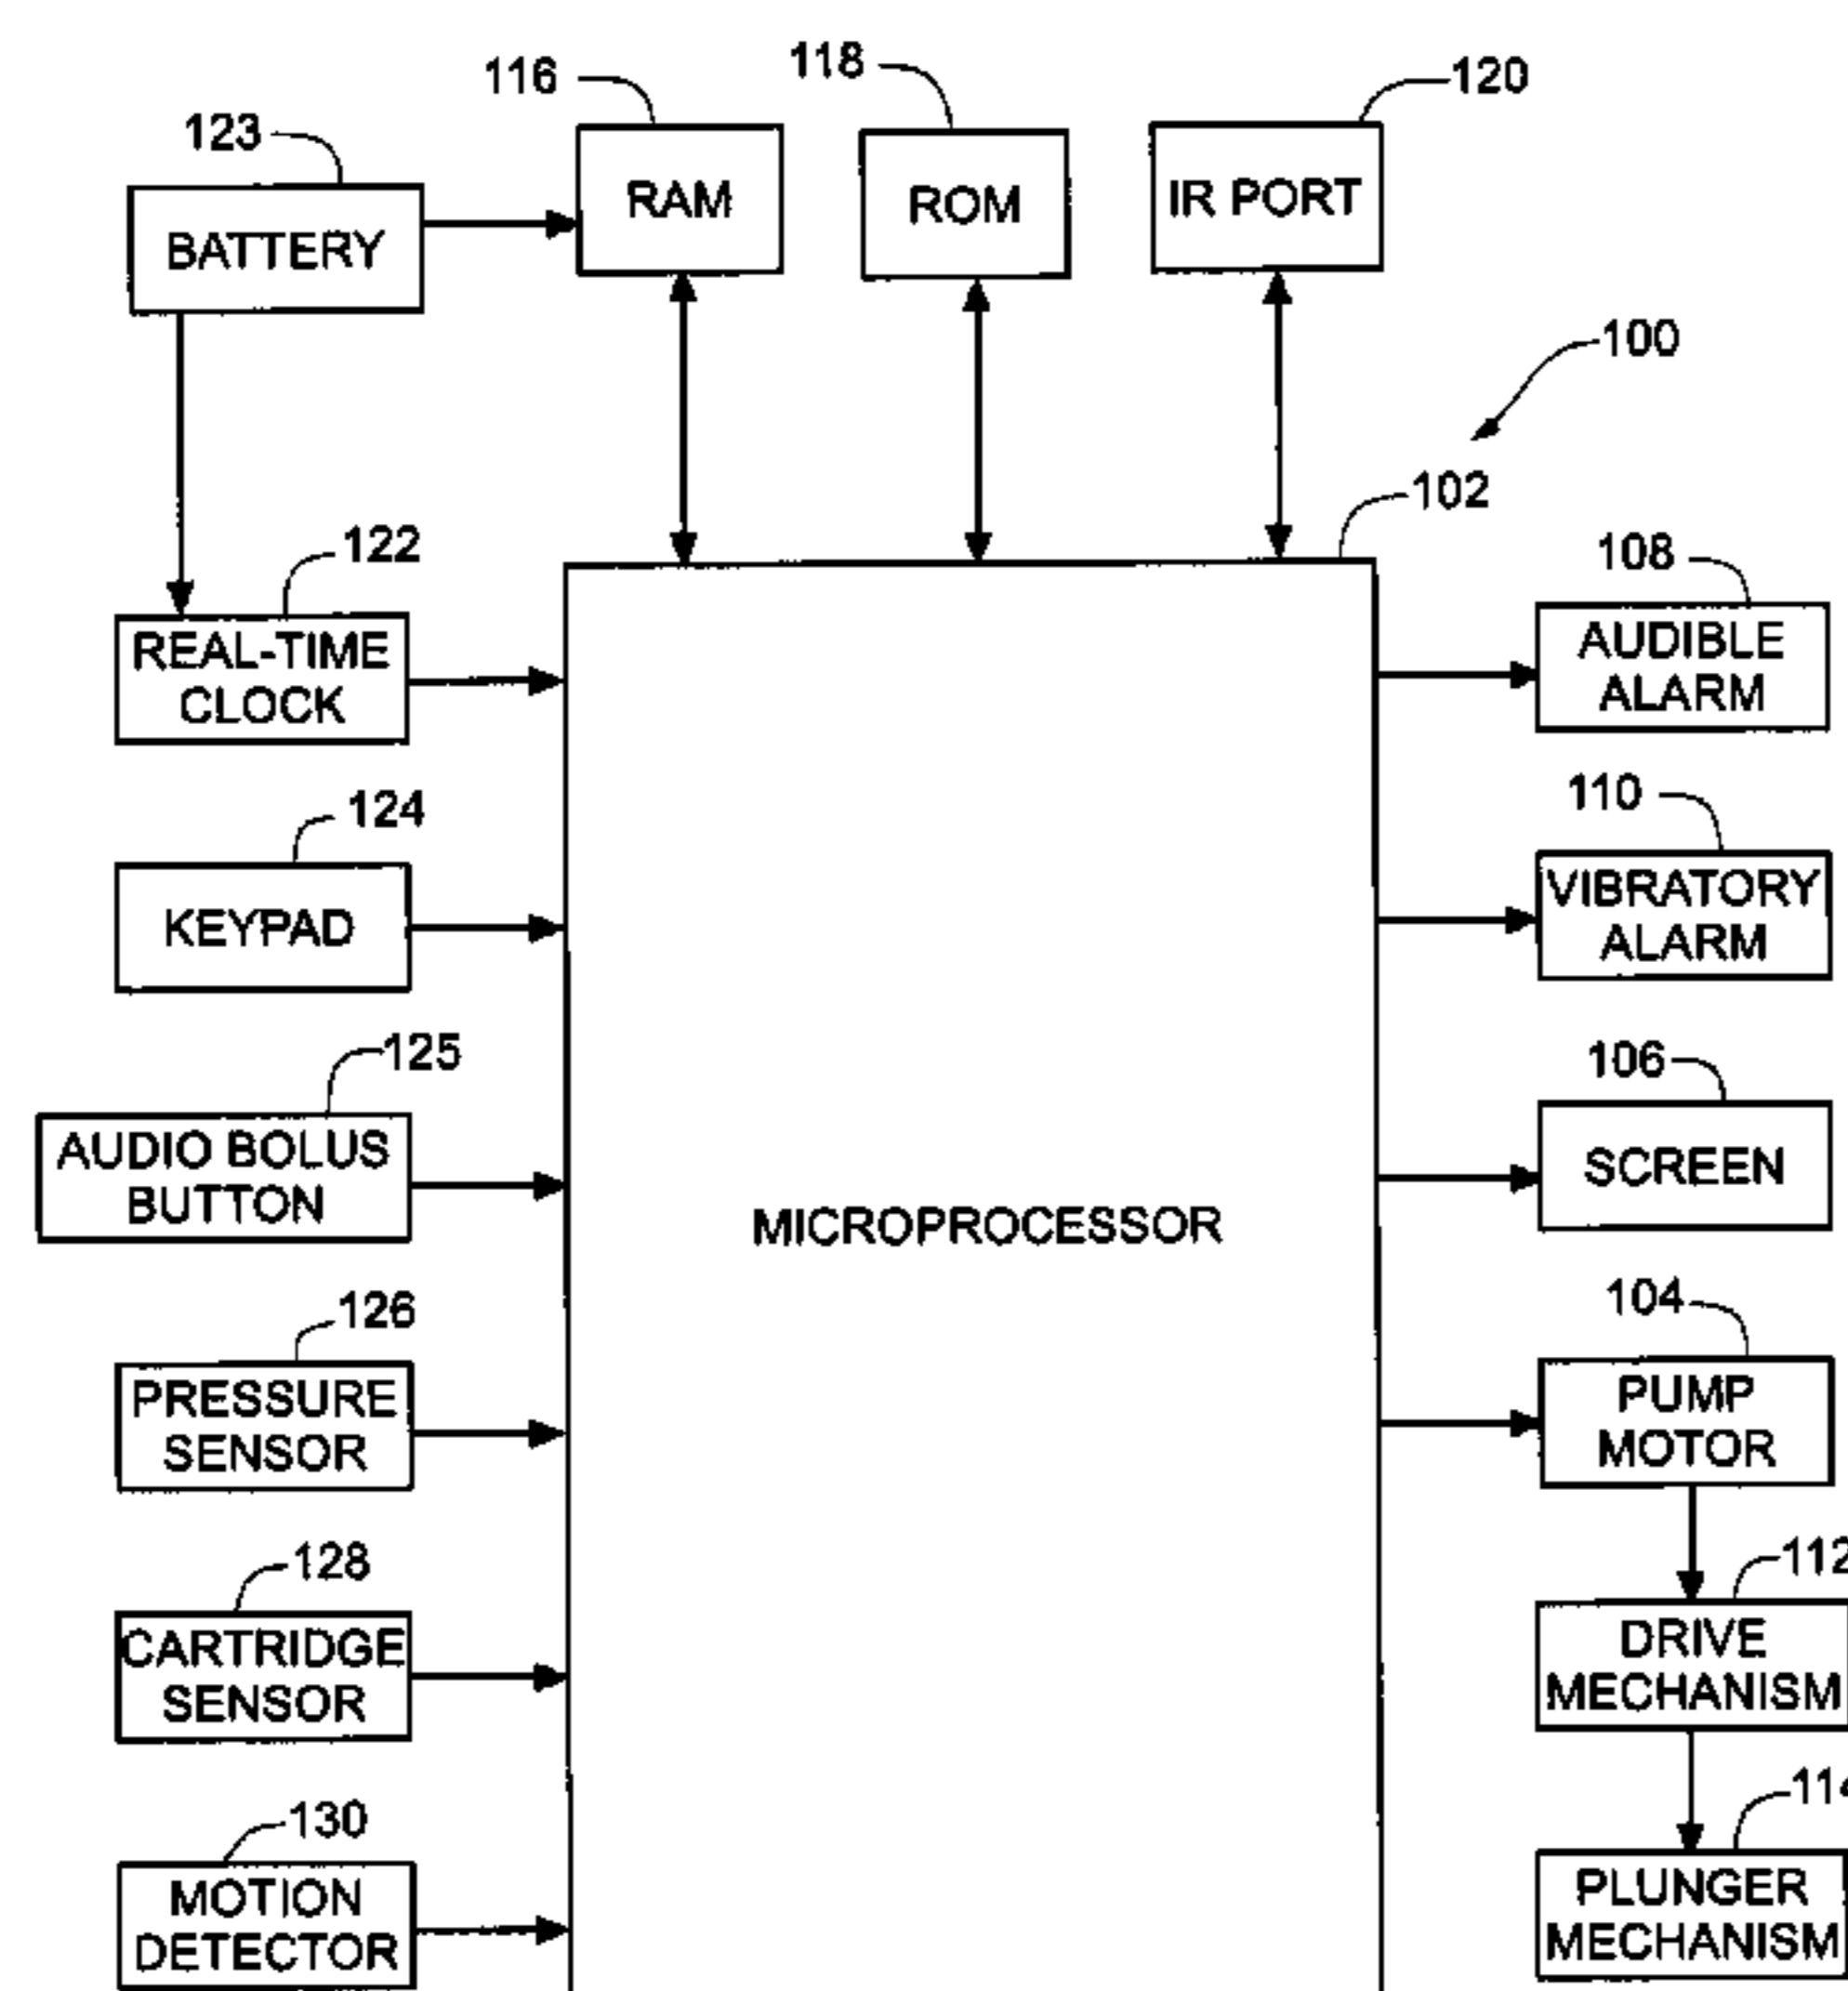 116
118
120
123
RAM
ROM
IR PORT
BATTERY
100
102
122
108
REAL-TIME
CLOCK
AUDIBLE
ALARM
124
110
KEYPAD
VIBRATORY
ALARM
125
106
AUDIO BOLUS
BUTTON
SCREEN
MICROPROCESSOR
126
104
PRESSURE
SENSOR
PUMP
MOTOR
128
112
CARTRIDGE
SENSOR
DRIVE
MECHANISM
130
114
MOTION
DETECTOR
PLUNGER
MECHANISM